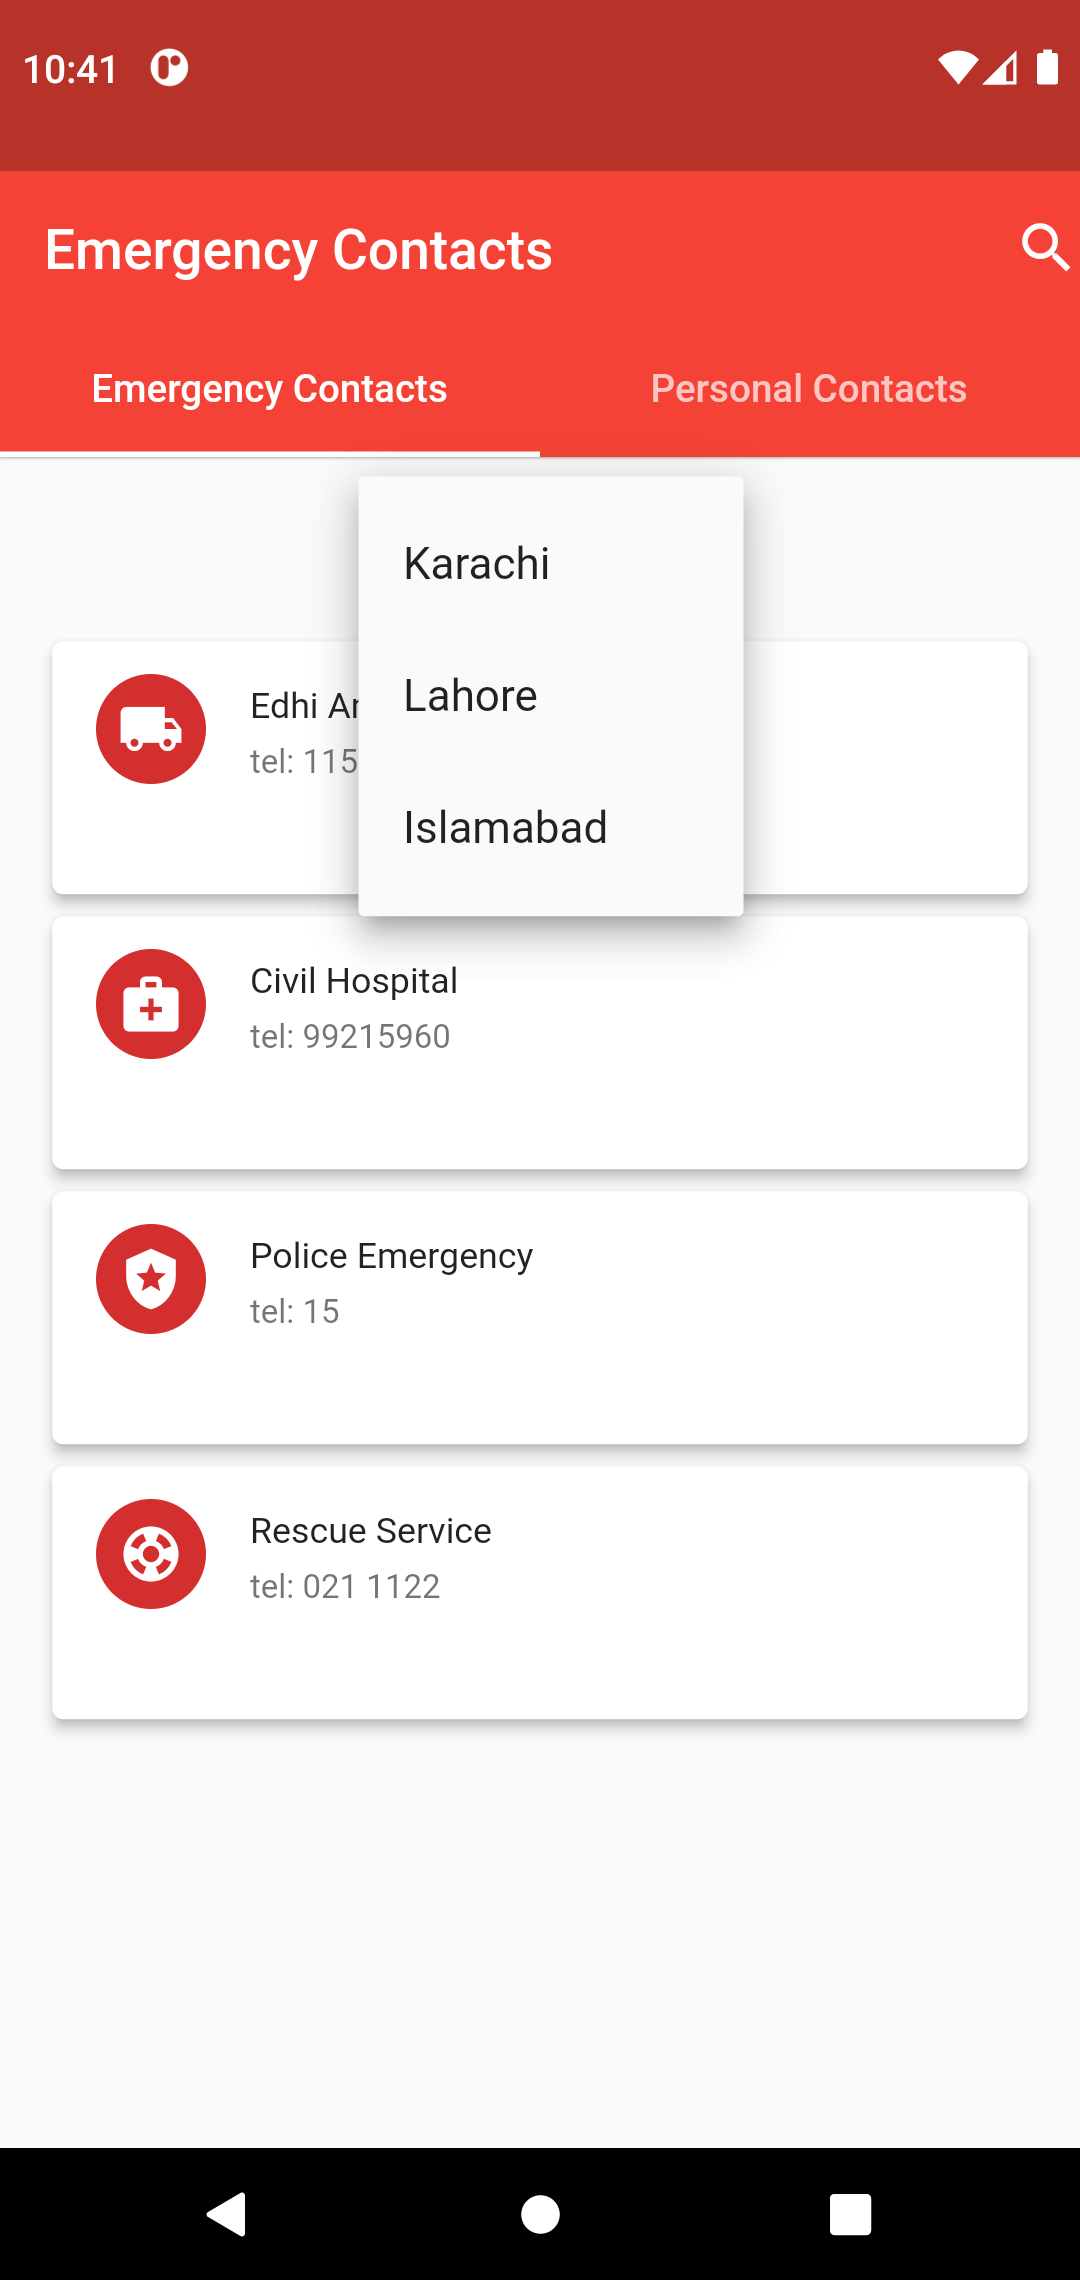 10:41
Emergency Contacts
Emergency Contacts
Personal Contacts
Karachi
Lahore
Islamabad
Edhi
tel: 115
Civil Hospital
tel: 99215960
Police Emergency
tel: 15
Rescue Service
tel: 021 1122